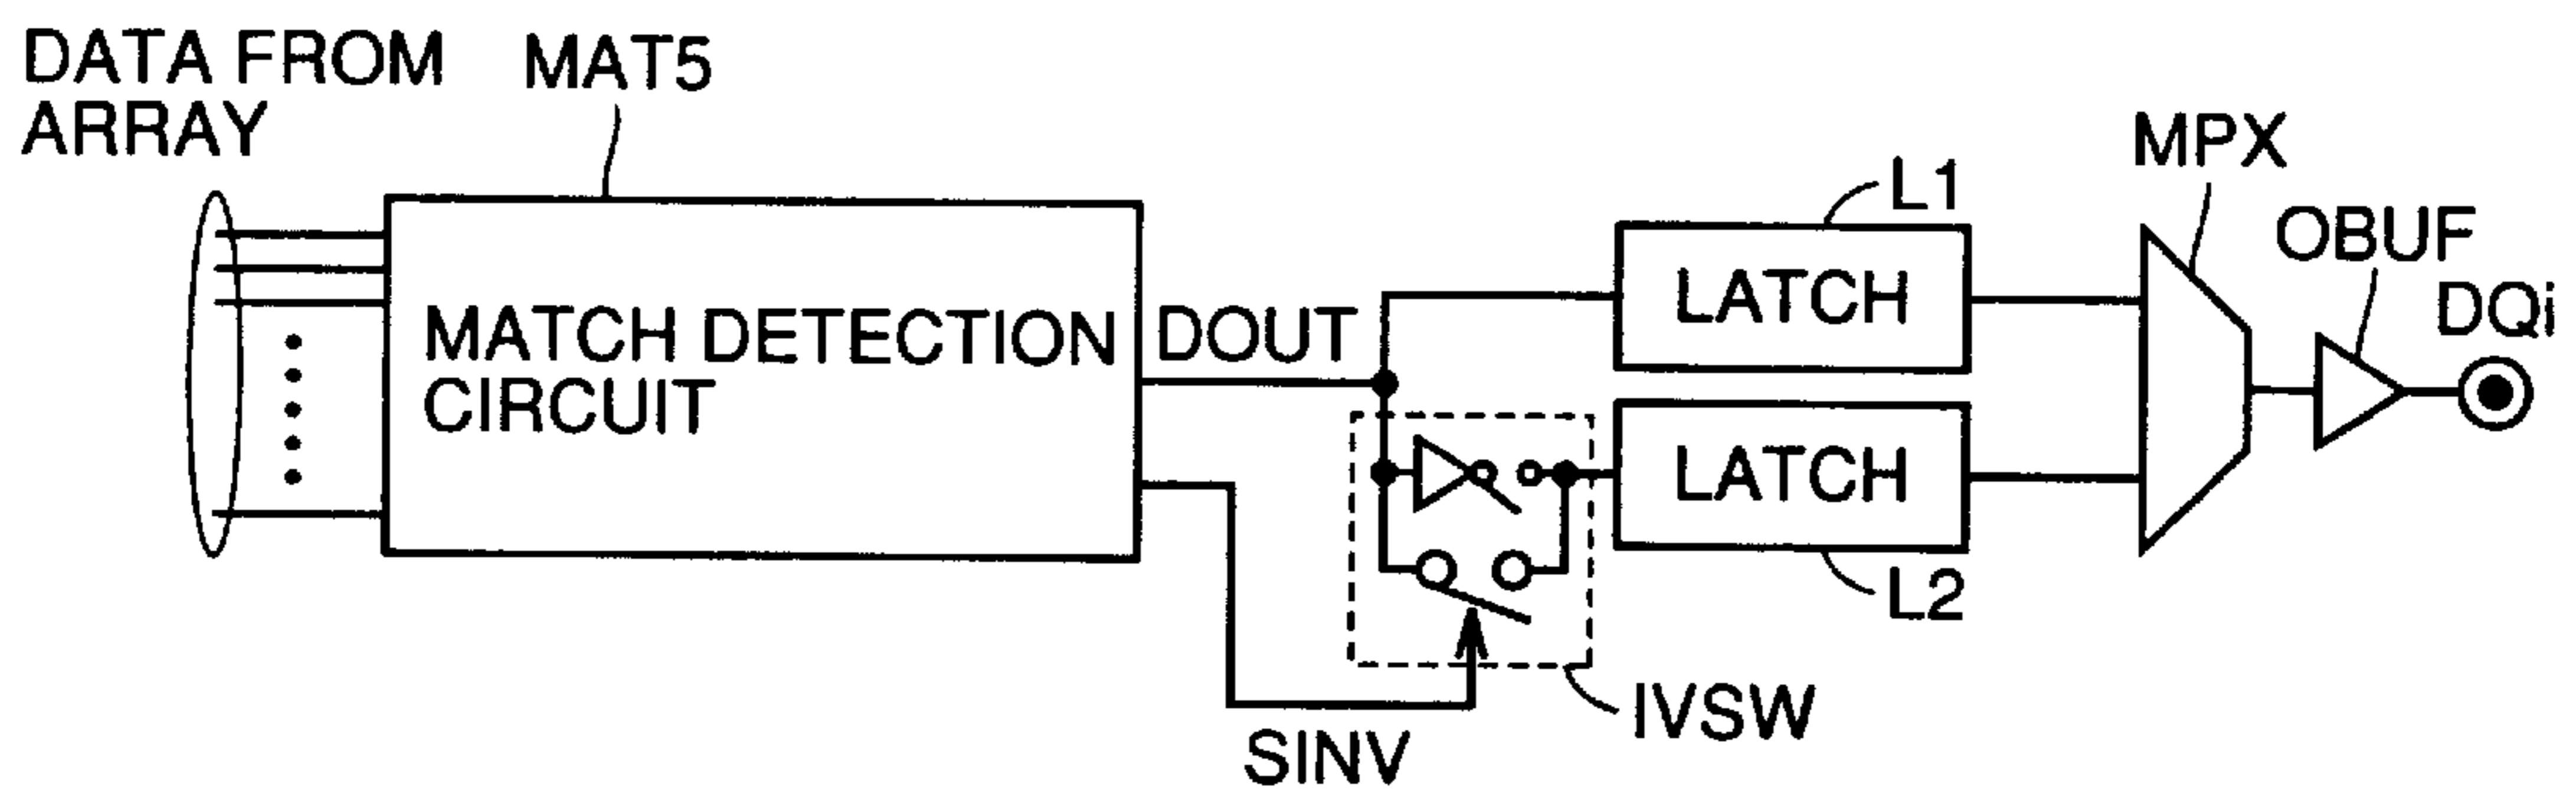 DATA FROM
ARRAY
MAT5
MATCH DETECTION
CIRCUIT
DOUT
SINV
IVSW
L1
LATCH
LATCH
L2
MPX
OBUF
DQi